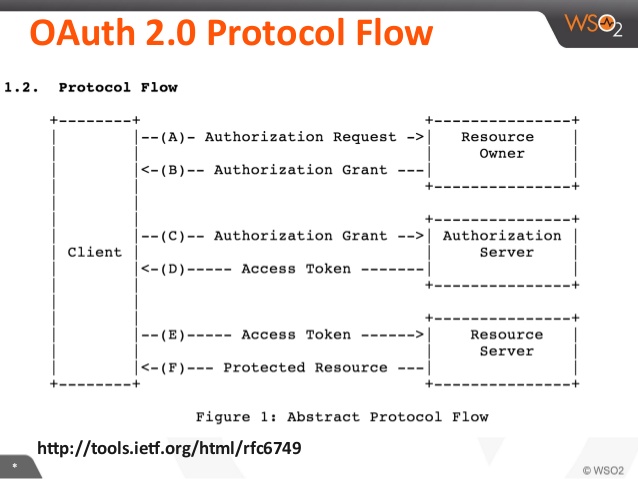 OAuth 2.0 Protocol Flow
WSO2
1.2.  Protocol Flow
+--------+                               +---------------+
|        |--(A)- Authorization Request ->|   Resource    |
|        |                               |     Owner     |
|        |<-(B)-- Authorization Grant ---|               |
|        |                               +---------------+
|        |
|        |                               +---------------+
|        |--(C)-- Authorization Grant -->| Authorization |
| Client |                               |     Server    |
|        |<-(D)----- Access Token -------|               |
|        |                               +---------------+
|        |
|        |                               +---------------+
|        |--(E)----- Access Token ------>|    Resource   |
|        |                               |     Server    |
|        |<-(F)--- Protected Resource ---|               |
+--------+                               +---------------+
Figure 1: Abstract Protocol Flow
http://tools.ietf.org/html/rfc6749
*
© WSO2